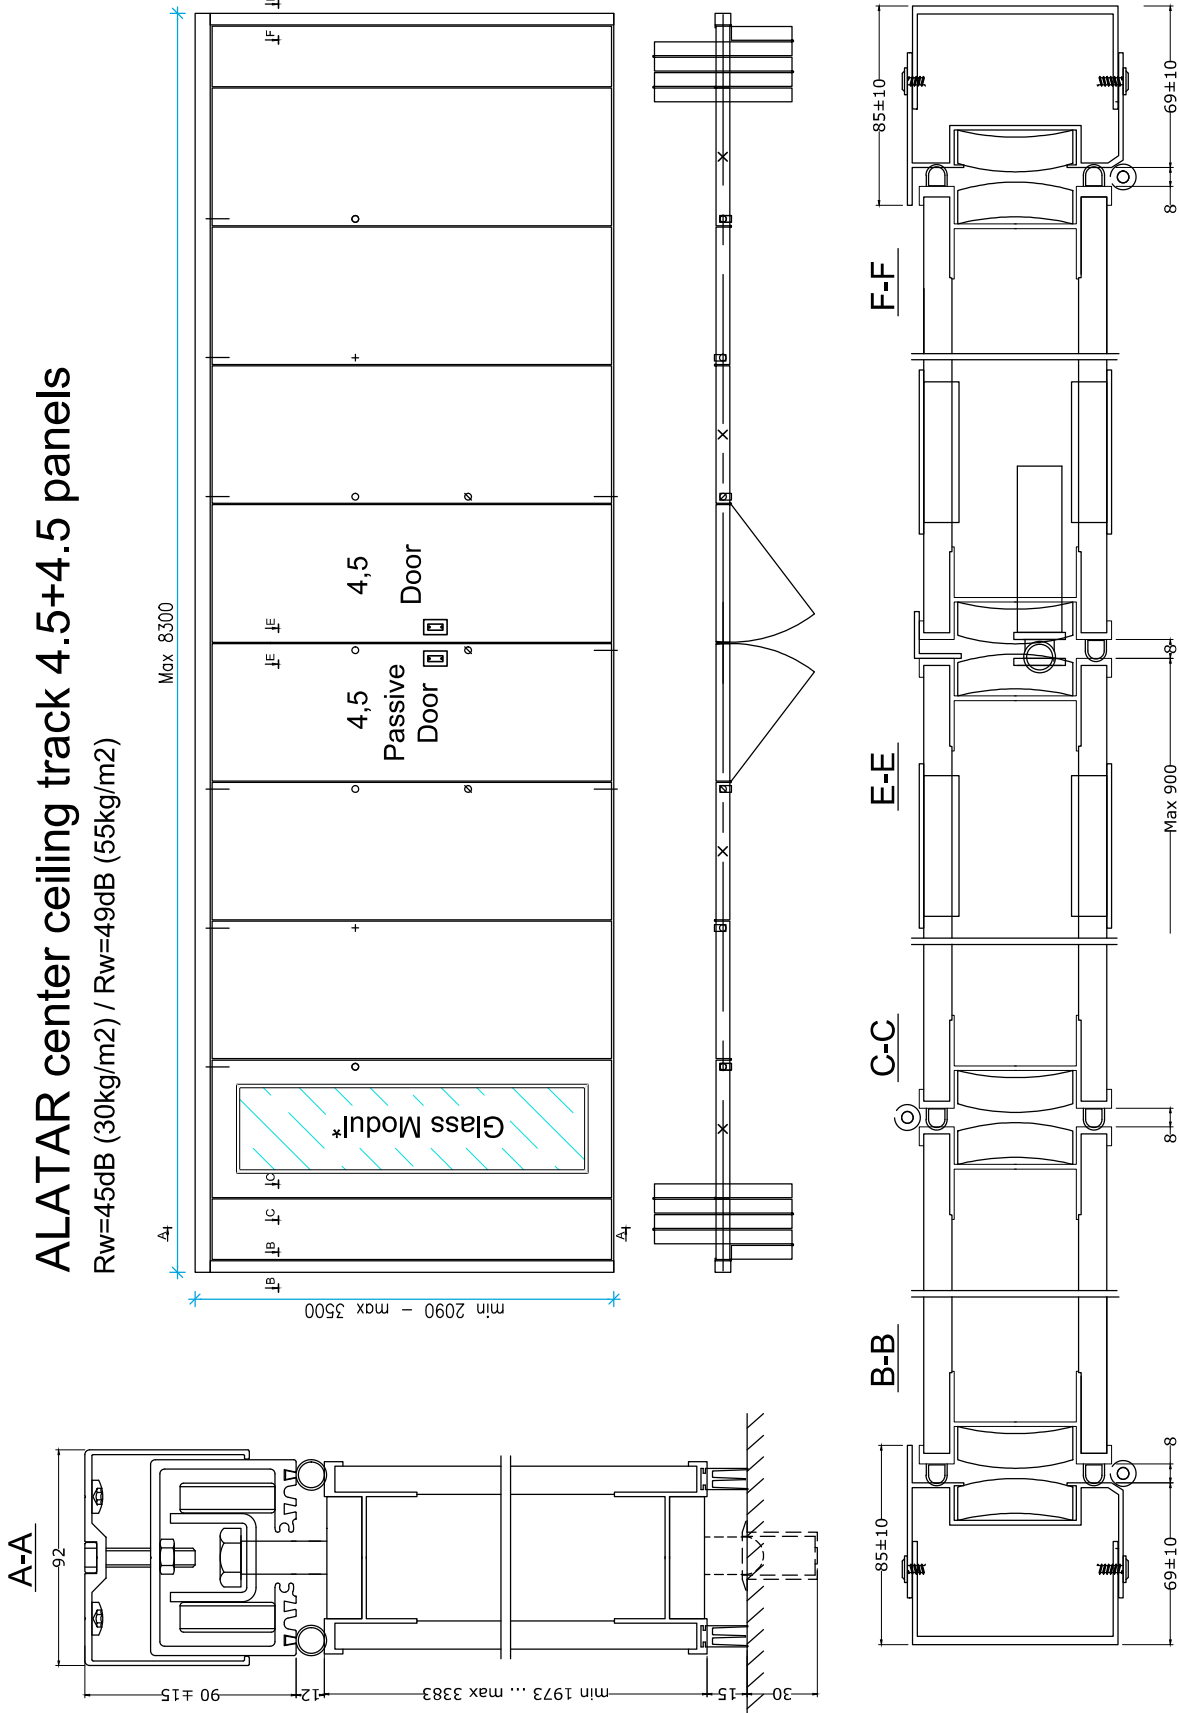 ALATAR center ceiling track 4.5+4.5 panels
Rw=45dB (30kg/m2) / Rw=49dB (55kg/m2)
Max 8300
min 2090 - max 3500
A
A
B
B
C
C
E
E
F
Glass Modul*
4,5
Passive
Door
4,5
Door
A-A
92
90 ±15
12
min 1973 ... max 3383
15
30
B-B
C-C
E-E
F-F
85±10
69±10
8
8
Max 900
8
85±10
69±10
8